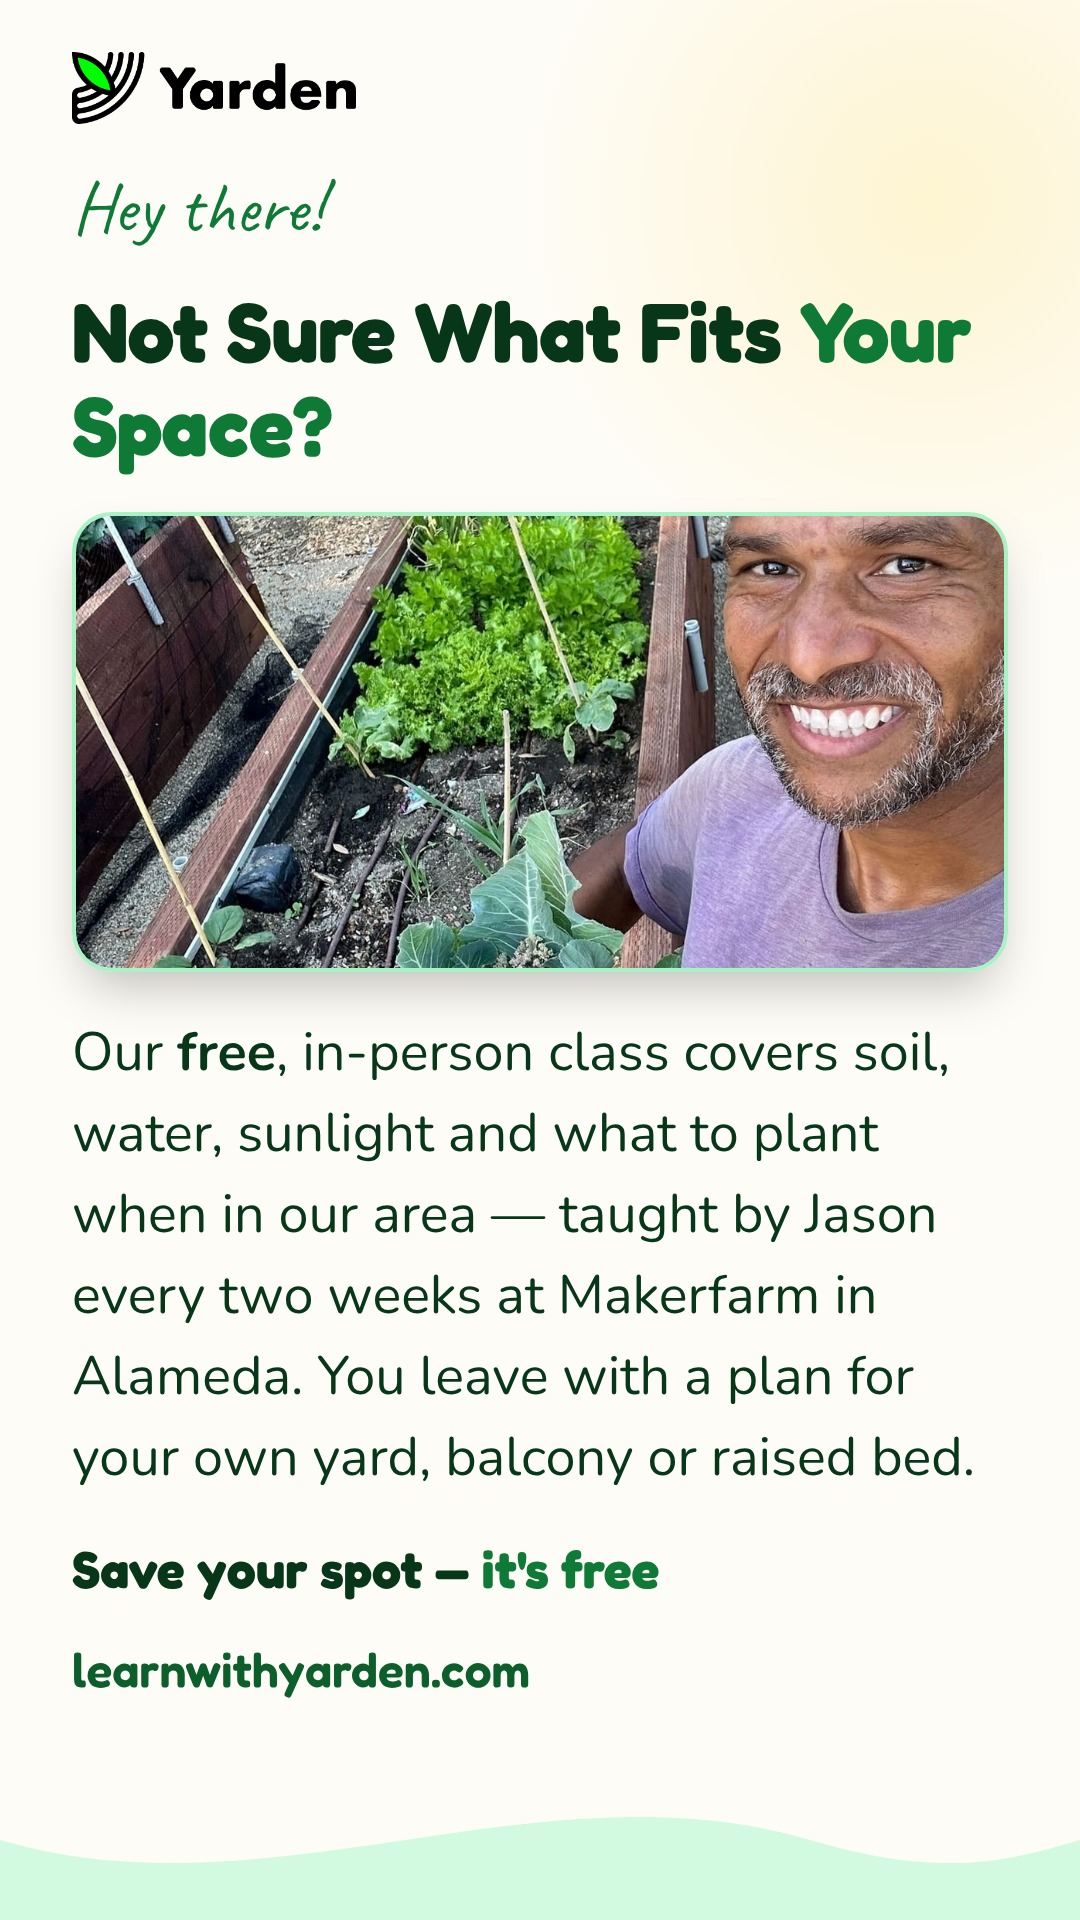 Yarden
Hey there!
Not Sure What Fits Your
Space?
Our free, in-person class covers soil,
water, sunlight and what to plant
when in our area — taught by Jason
every two weeks at Makerfarm in
Alameda. You leave with a plan for
your own yard, balcony or raised bed.
Save your spot — it's free
learnwithyarden.com